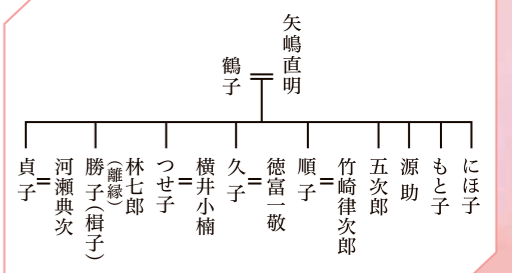 矢嶋直明
鶴子
にほ子
もと子
源助
五次郎
竹崎律次郎
順子
徳富一敬
久子
横井小楠
つせ子
林七郎
(離縁)
勝子(楫子)
河瀬典次
貞子